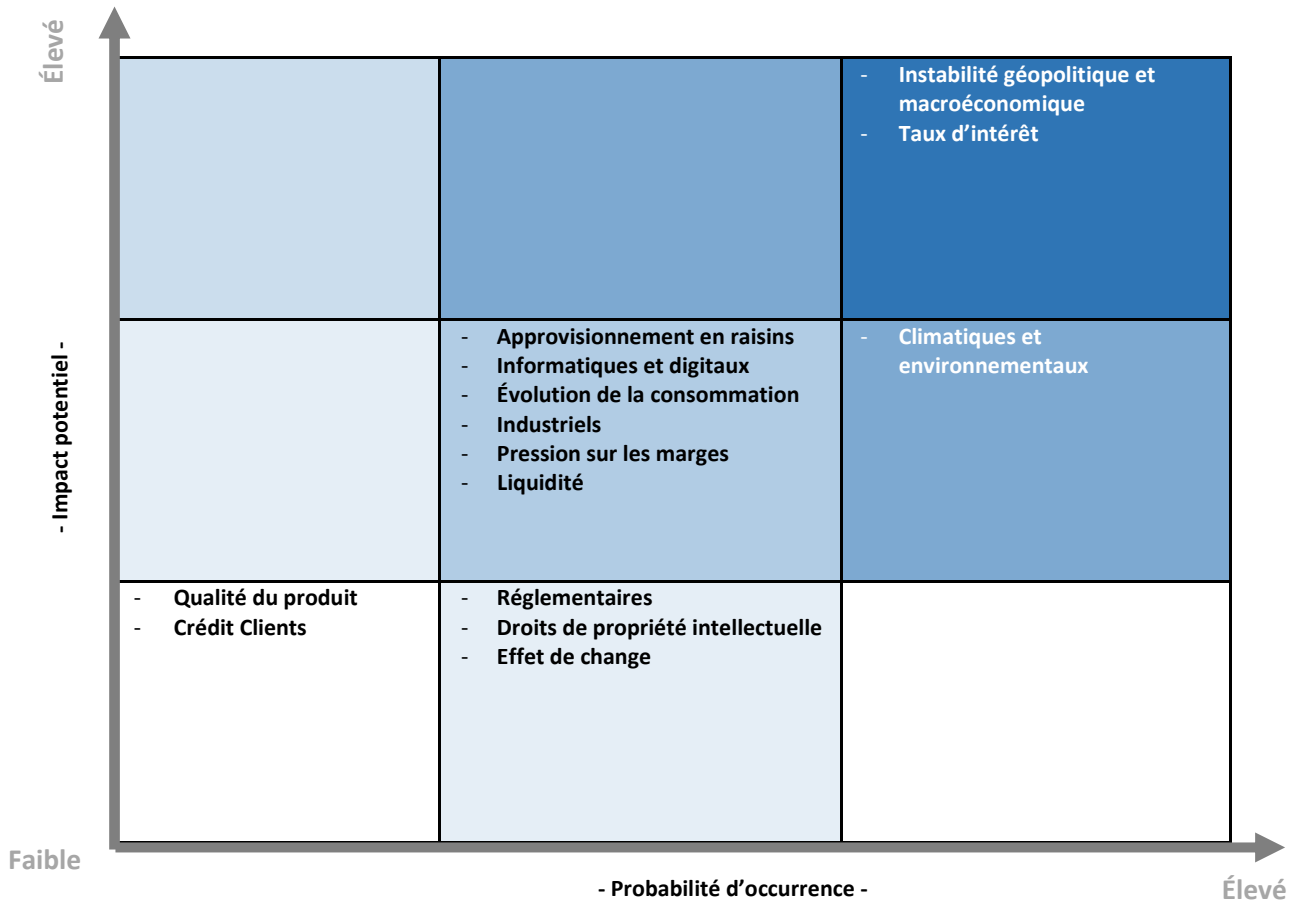 Élevé
- Instabilité géopolitique et
macroéconomique
- Taux d’intérêt
- Impact potentiel -
- Approvisionnement en raisins
- Informatiques et digitaux
- Évolution de la consommation
- Industriels
- Pression sur les marges
- Liquidité
- Climatiques et
environnementaux
- Qualité du produit
- Crédit Clients
- Réglementaires
- Droits de propriété intellectuelle
- Effet de change
Faible
- Probabilité d’occurrence -
Élevé